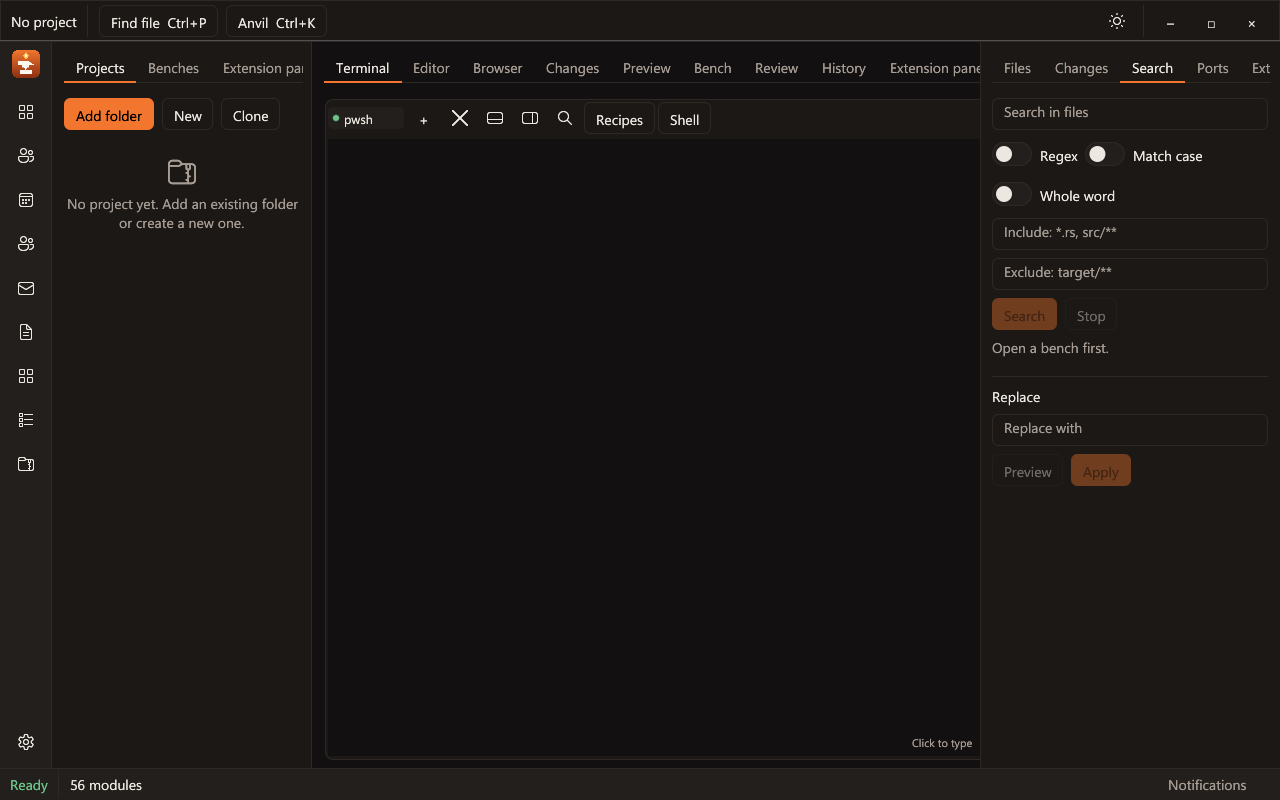 No project
Find file Ctrl+P
Anvil Ctrl+K
Projects Benches Extension pa
Add folder New Clone
No project yet. Add an existing folder
or create a new one.
Terminal Editor Browser Changes Preview Bench Review History Extension pane
pwsh + Recipes Shell
Click to type
Files Changes Search Ports Ext
Search in files
Regex Match case
Whole word
Include: *.rs, src/**
Exclude: target/**
Search Stop
Open a bench first.
Replace
Replace with
Preview Apply
Ready 56 modules Notifications